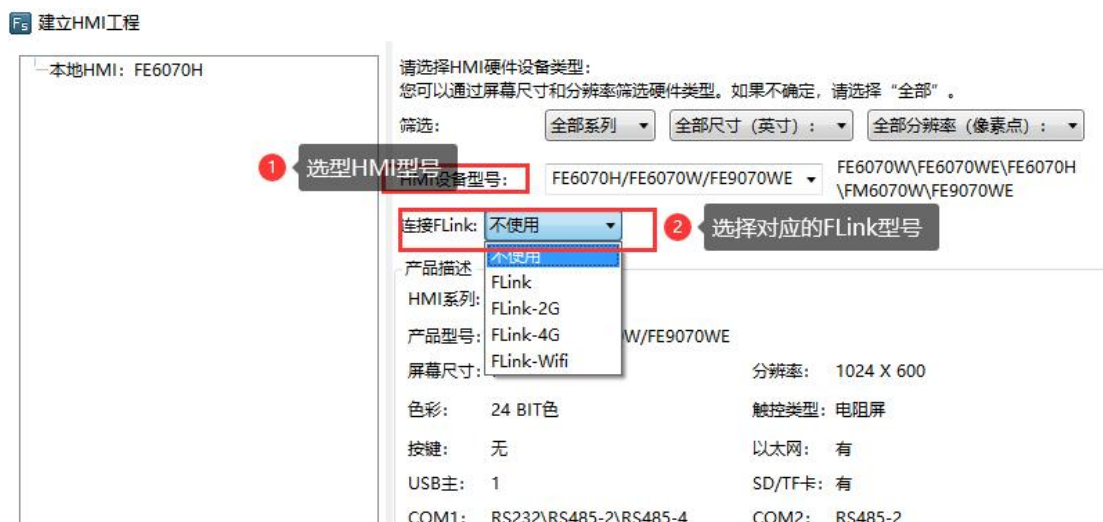 Fs 建立HMI工程
本地HMI：FE6070H
请选择HMI硬件设备类型：
您可以通过屏幕尺寸和分辨率筛选硬件类型。如果不确定，请选择“全部”。
筛选：
全部系列
全部尺寸（英寸）：
全部分辨率（像素点）：
1 选型HMI型号
HMI设备型号：
FE6070H/FE6070W/FE9070WE
FE6070W\FE6070WE\FE6070H
\FM6070W\FE9070WE
连接FLink: 不使用
2 选择对应的FLink型号
不使用
FLink
FLink-2G
FLink-4G
FLink-Wifi
产品描述
HMI系列:
产品型号: W/FE9070WE
屏幕尺寸:
分辨率: 1024 X 600
色彩: 24 BIT色
触控类型: 电阻屏
按键: 无
以太网: 有
USB主: 1
SD/TF卡: 有
COM1: RS232\RS485-2\RS485-4
COM2: RS485-2